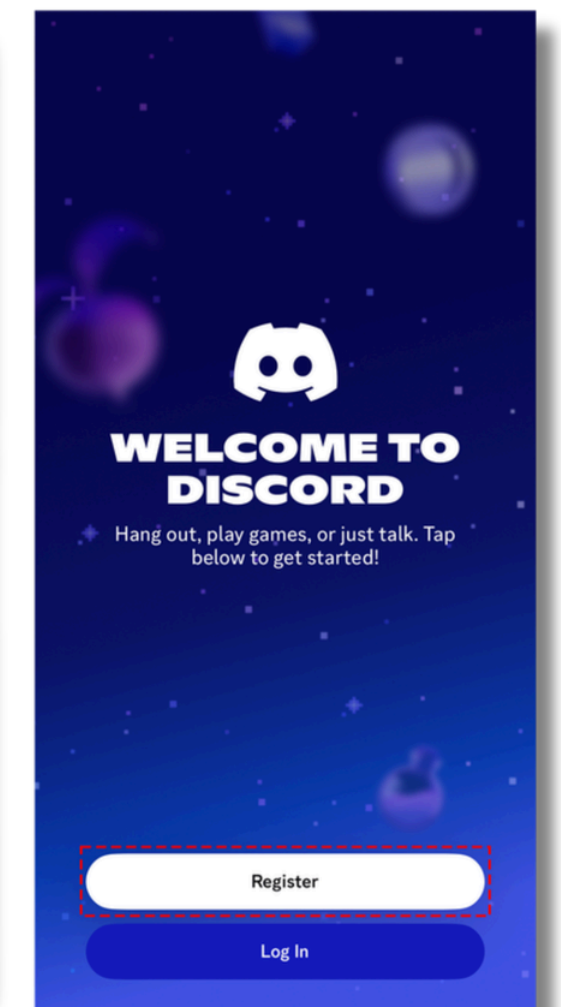 WELCOME TO
DISCORD
Hang out, play games, or just talk. Tap
below to get started!
Register
Log In